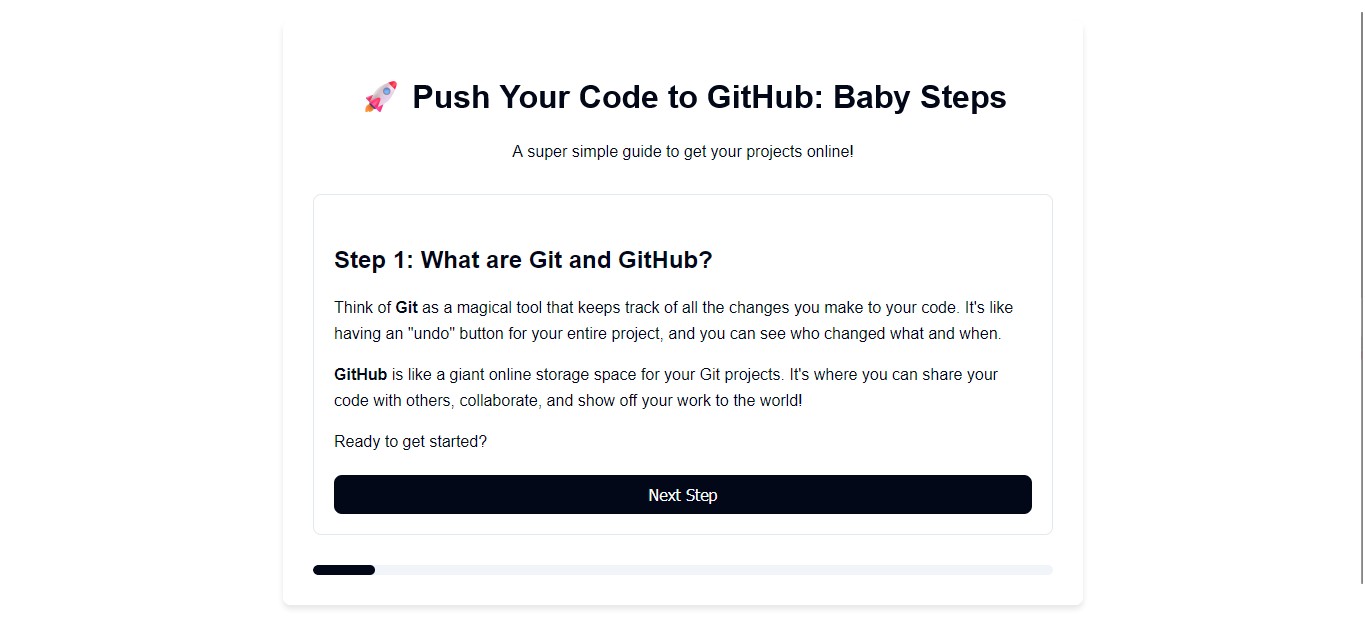 🚀 Push Your Code to GitHub: Baby Steps
A super simple guide to get your projects online!
Step 1: What are Git and GitHub?
Think of Git as a magical tool that keeps track of all the changes you make to your code. It's like
having an "undo" button for your entire project, and you can see who changed what and when.
GitHub is like a giant online storage space for your Git projects. It's where you can share your
code with others, collaborate, and show off your work to the world!
Ready to get started?
Next Step